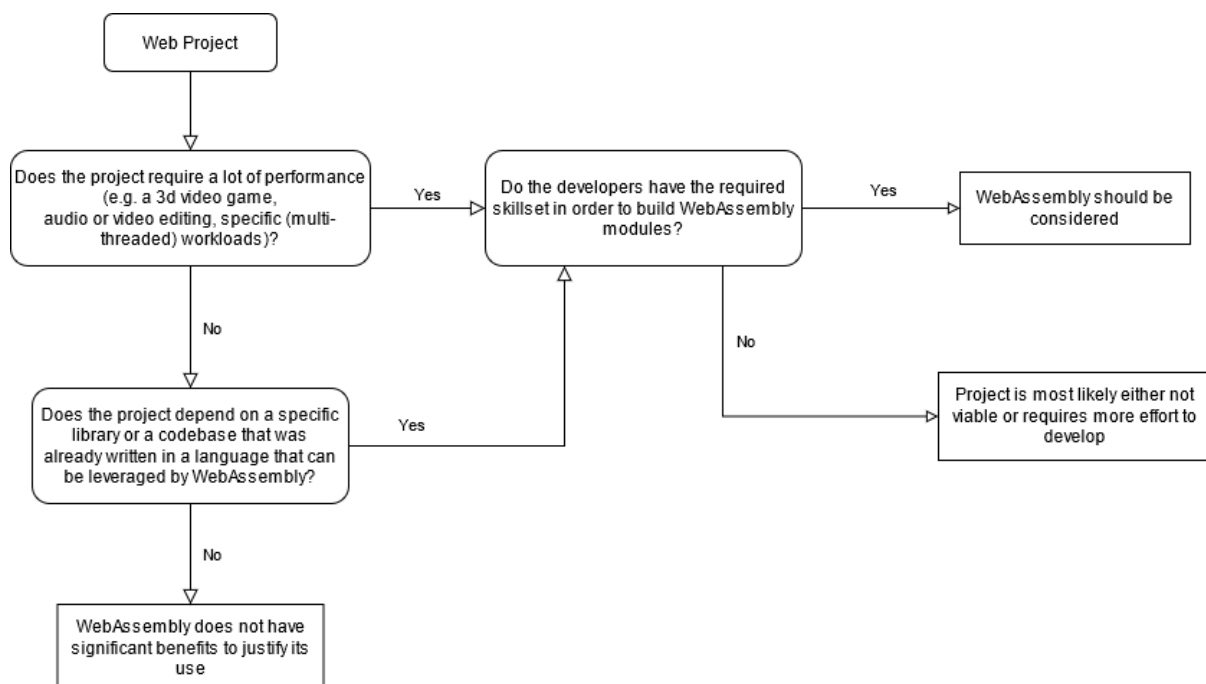 Web Project
Does the project require a lot of performance
(e.g. a 3d video game,
audio or video editing, specific (multi-
threaded) workloads)?
Yes
Do the developers have the required
skillset in order to build WebAssembly
modules?
Yes
WebAssembly should be
considered
No
No
Project is most likely either not
viable or requires more effort to
develop
Does the project depend on a specific
library or a codebase that was
already written in a language that can
be leveraged by WebAssembly?
Yes
No
WebAssembly does not have
significant benefits to justify its
use